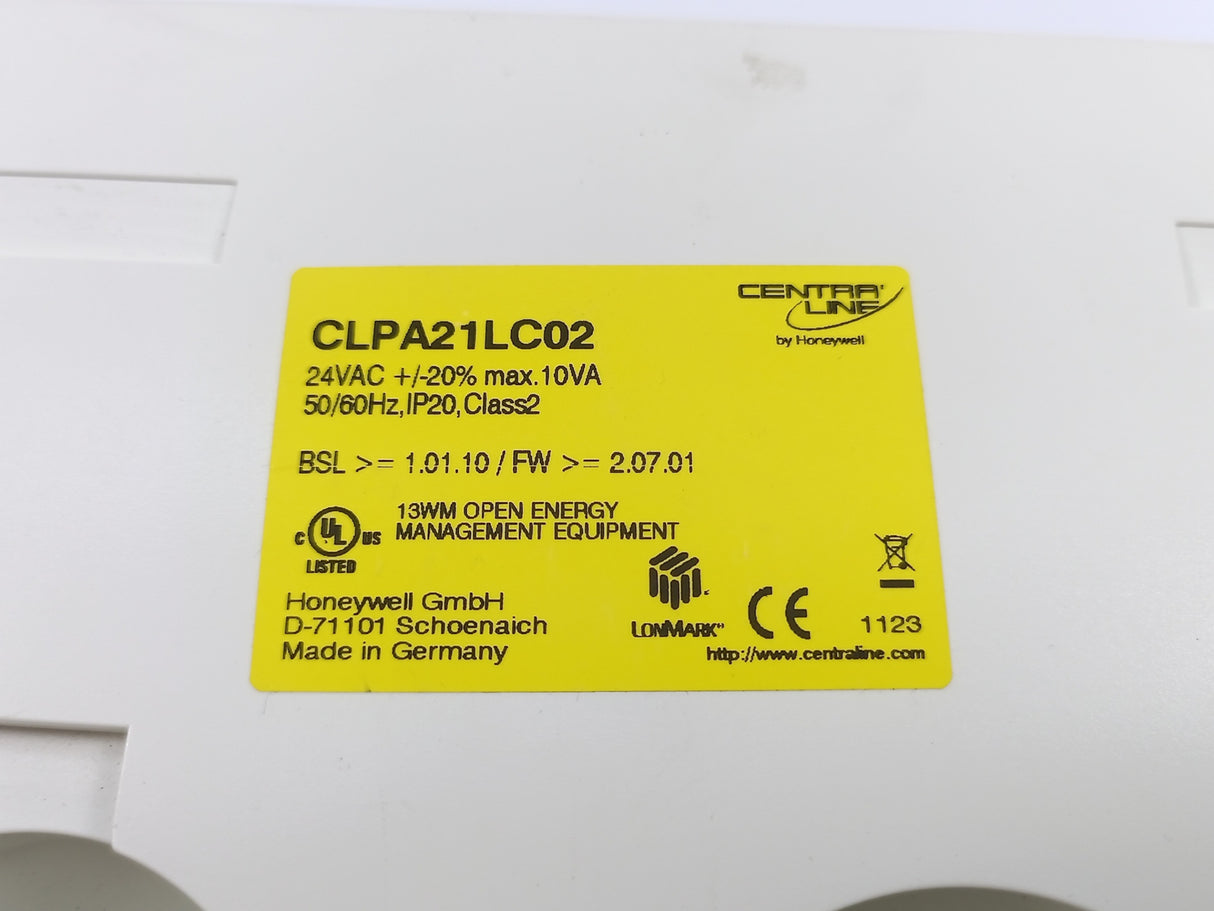 CENTRA
LINE
by Honeywell
CLPA21LC02
24VAC +/-20% max.10VA
50/60Hz,IP20,Class2
BSL >= 1.01.10 / FW >= 2.07.01
C UL US
LISTED
13WM OPEN ENERGY
MANAGEMENT EQUIPMENT
Honeywell GmbH
D-71101 Schoenaich
Made in Germany
LONMARK
CE
1123
http://www.centraline.com